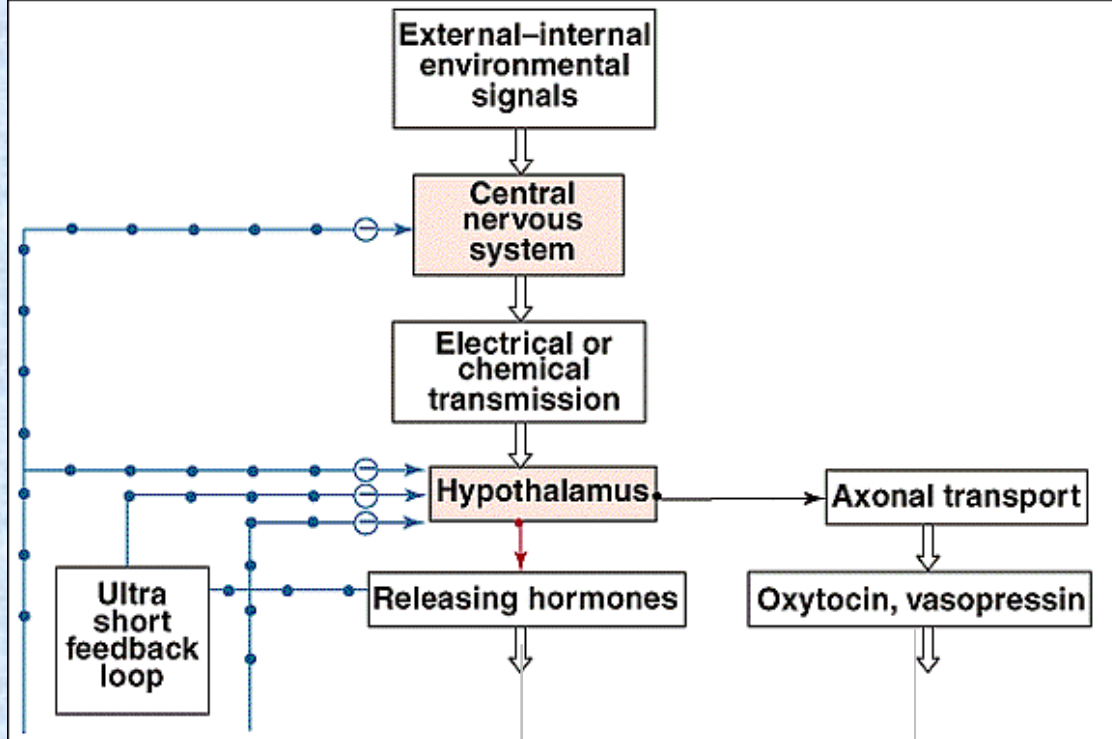 External–internal
environmental
signals
Central
nervous
system
Electrical or
chemical
transmission
Hypothalamus
Axonal transport
Ultra
short
feedback
loop
Releasing hormones
Oxytocin, vasopressin